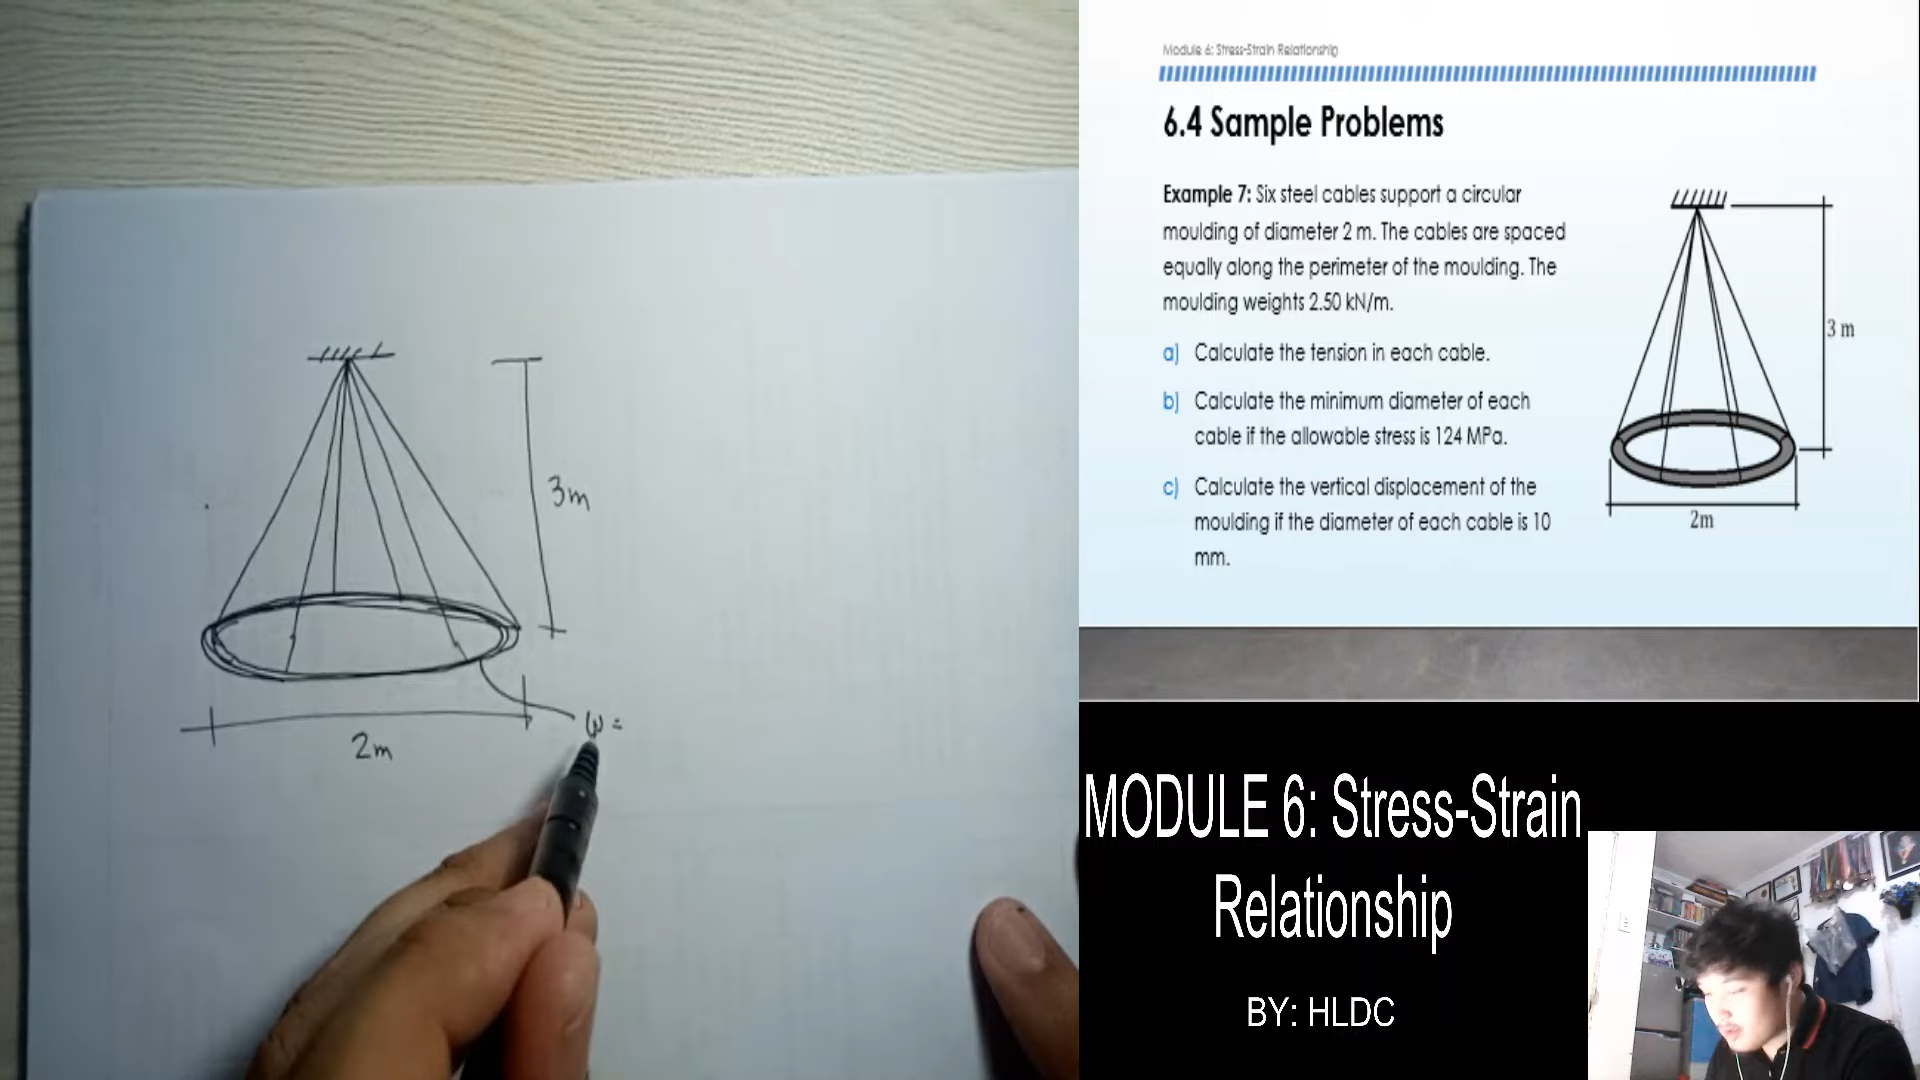 3m
2m
W =
Module 6: Stress-Strain Relationship
6.4 Sample Problems
Example 7: Six steel cables support a circular
moulding of diameter 2 m. The cables are spaced
equally along the perimeter of the moulding. The
moulding weights 2.50 kN/m.
a) Calculate the tension in each cable.
b) Calculate the minimum diameter of each
cable if the allowable stress is 124 MPa.
c) Calculate the vertical displacement of the
moulding if the diameter of each cable is 10
mm.
3 m
2m
MODULE 6: Stress-Strain
Relationship
BY: HLDC